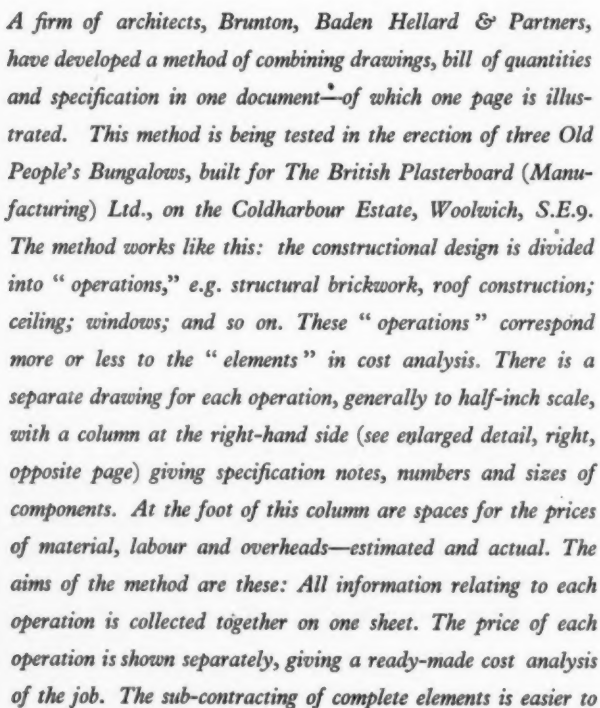 A firm of architects, Brunton, Baden Hellard & Partners,
have developed a method of combining drawings, bill of quantities
and specification in one document—of which one page is illus-
trated. This method is being tested in the erection of three Old
People's Bungalows, built for The British Plasterboard (Manu-
facturing) Ltd., on the Coldharbour Estate, Woolwich, S.E.9.
The method works like this: the constructional design is divided
into " operations," e.g. structural brickwork, roof construction;
ceiling; windows; and so on. These " operations " correspond
more or less to the " elements " in cost analysis. There is a
separate drawing for each operation, generally to half-inch scale,
with a column at the right-hand side (see enlarged detail, right,
opposite page) giving specification notes, numbers and sizes of
components. At the foot of this column are spaces for the prices
of material, labour and overheads—estimated and actual. The
aims of the method are these: All information relating to each
operation is collected together on one sheet. The price of each
operation is shown separately, giving a ready-made cost analysis
of the job. The sub-contracting of complete elements is easier to